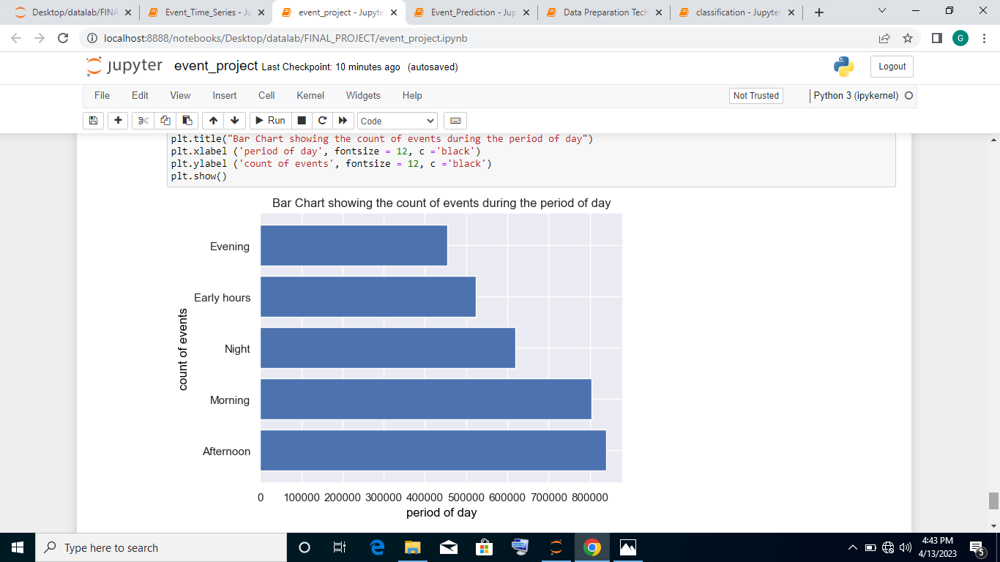 Desktop/datalab/FINA
Event_Time_Series - Ju
event_project - Jupyte
Event_Prediction - Jup
Data Preparation Tech
classification - Jupyter
localhost:8888/notebooks/Desktop/datalab/FINAL_PROJECT/event_project.ipynb
G
jupyter event_project Last Checkpoint: 10 minutes ago (autosaved)
Logout
File Edit View Insert Cell Kernel Widgets Help
Not Trusted
Python 3 (ipykernel)
Run
Code
plt.title("Bar Chart showing the count of events during the period of day")
plt.xlabel ('period of day', fontsize = 12, c ='black')
plt.ylabel ('count of events', fontsize = 12, c ='black')
plt.show()
Bar Chart showing the count of events during the period of day
Evening
Early hours
Night
Morning
Afternoon
count of events
0 100000 200000 300000 400000 500000 600000 700000 800000
period of day
Type here to search
4:43 PM
4/13/2023
5